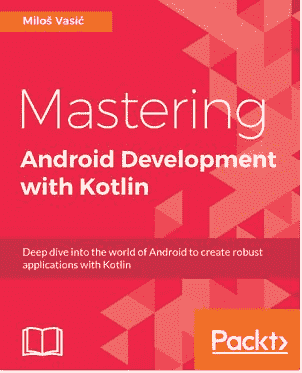 Miloš Vasić
Mastering
Android Development
with Kotlin
Deep dive into the world of Android to create robust
applications with Kotlin
Packt>